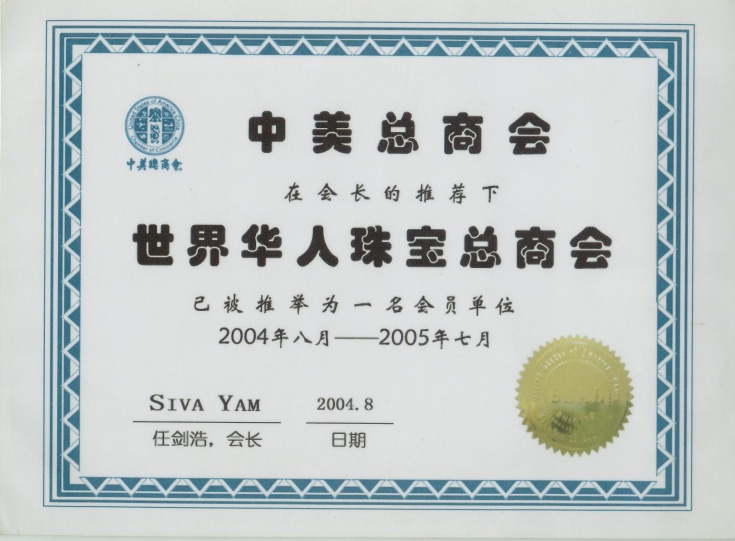 中美總商會
中美总商会
在会长的推荐下
世界华人珠宝总商会
已被推举为一名会员单位
2004年八月——2005年七月
SIVA YAM
2004.8
任剑浩，会长
日期